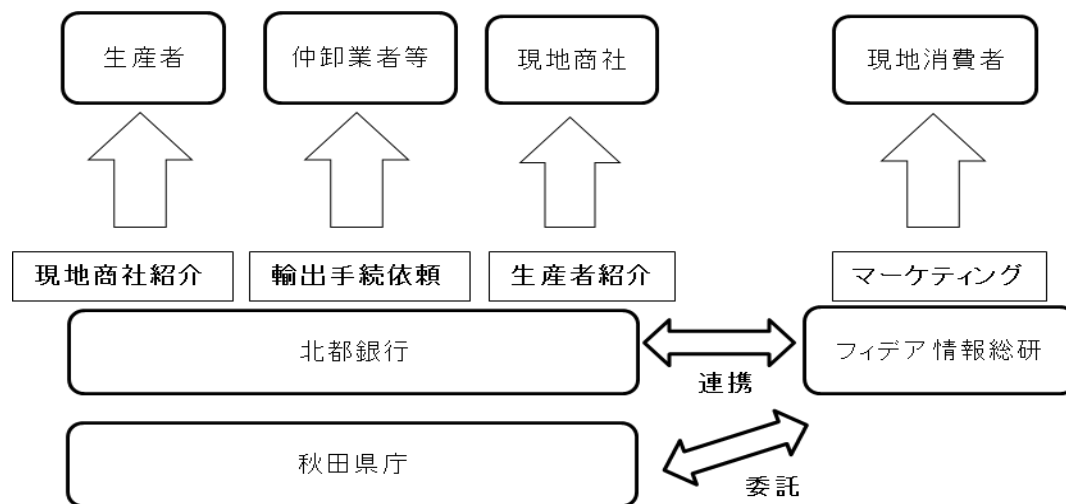 生産者
仲卸業者等
現地商社
現地消費者
現地商社紹介
輸出手続依頼
生産者紹介
マーケティング
北都銀行
フィデア情報総研
連携
秋田県庁
委託